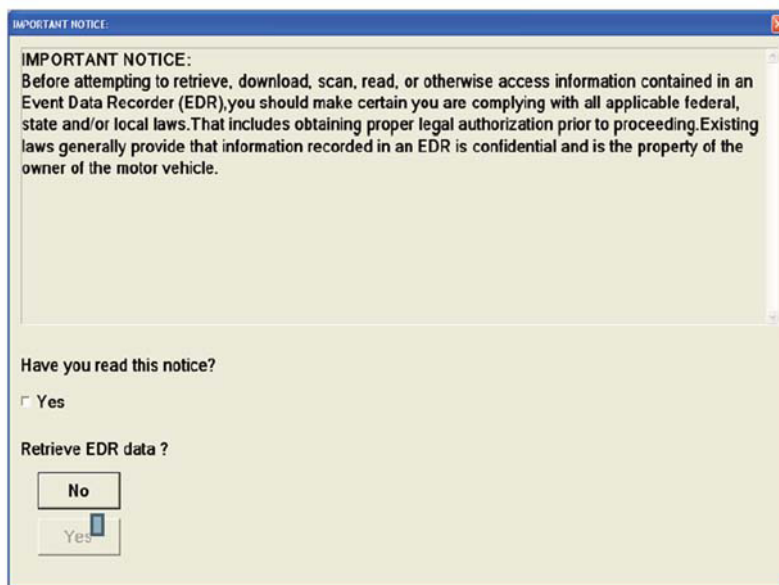 IMPORTANT NOTICE:
IMPORTANT NOTICE:
Before attempting to retrieve, download, scan, read, or otherwise access information contained in an
Event Data Recorder (EDR),you should make certain you are complying with all applicable federal,
state and/or local laws.That includes obtaining proper legal authorization prior to proceeding.Existing
laws generally provide that information recorded in an EDR is confidential and is the property of the
owner of the motor vehicle.
Have you read this notice?
Yes
Retrieve EDR data ?
No
Yes